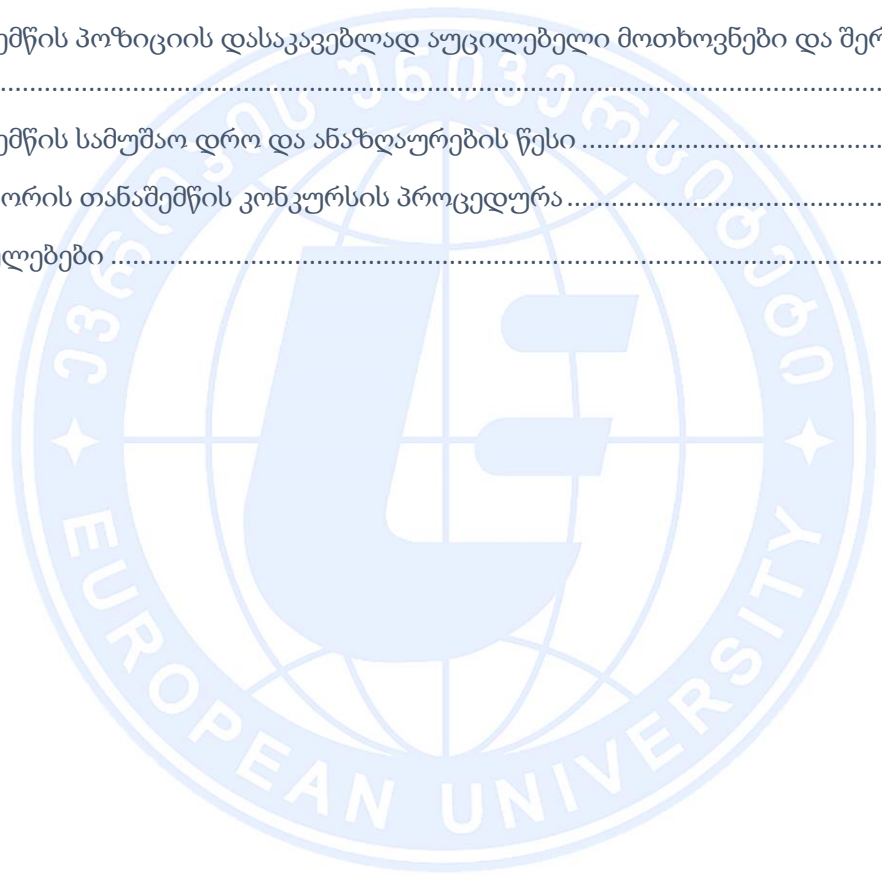 ემწის პოზიციის დასაკავებლად აუცილებელი მოთხოვნები და შერ
................................................................................................................................
ემწის სამუშაო დრო და ანაზღაურების წესი ..........................................
ორის თანაშემწის კონკურსის პროცედურა ............................................
ულებები ......................................................................................................
ევროპის უნივერსიტეტი
EUROPEAN UNIVERSITY